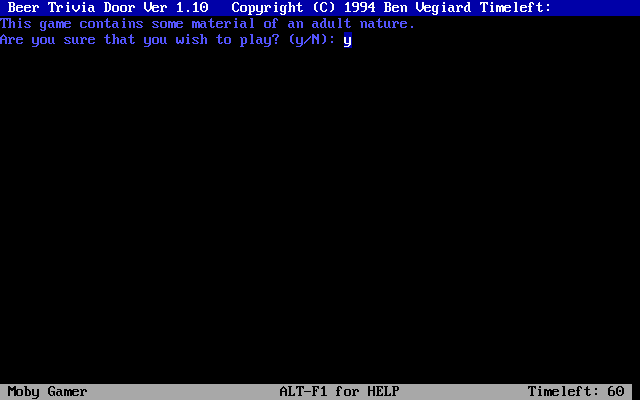 Beer Trivia Door Ver 1.10   Copyright (C) 1994 Ben Vegiard Timeleft:
This game contains some material of an adult nature.
Are you sure that you wish to play? (y/N): y
Moby Gamer   ALT-F1 for HELP   Timeleft: 60